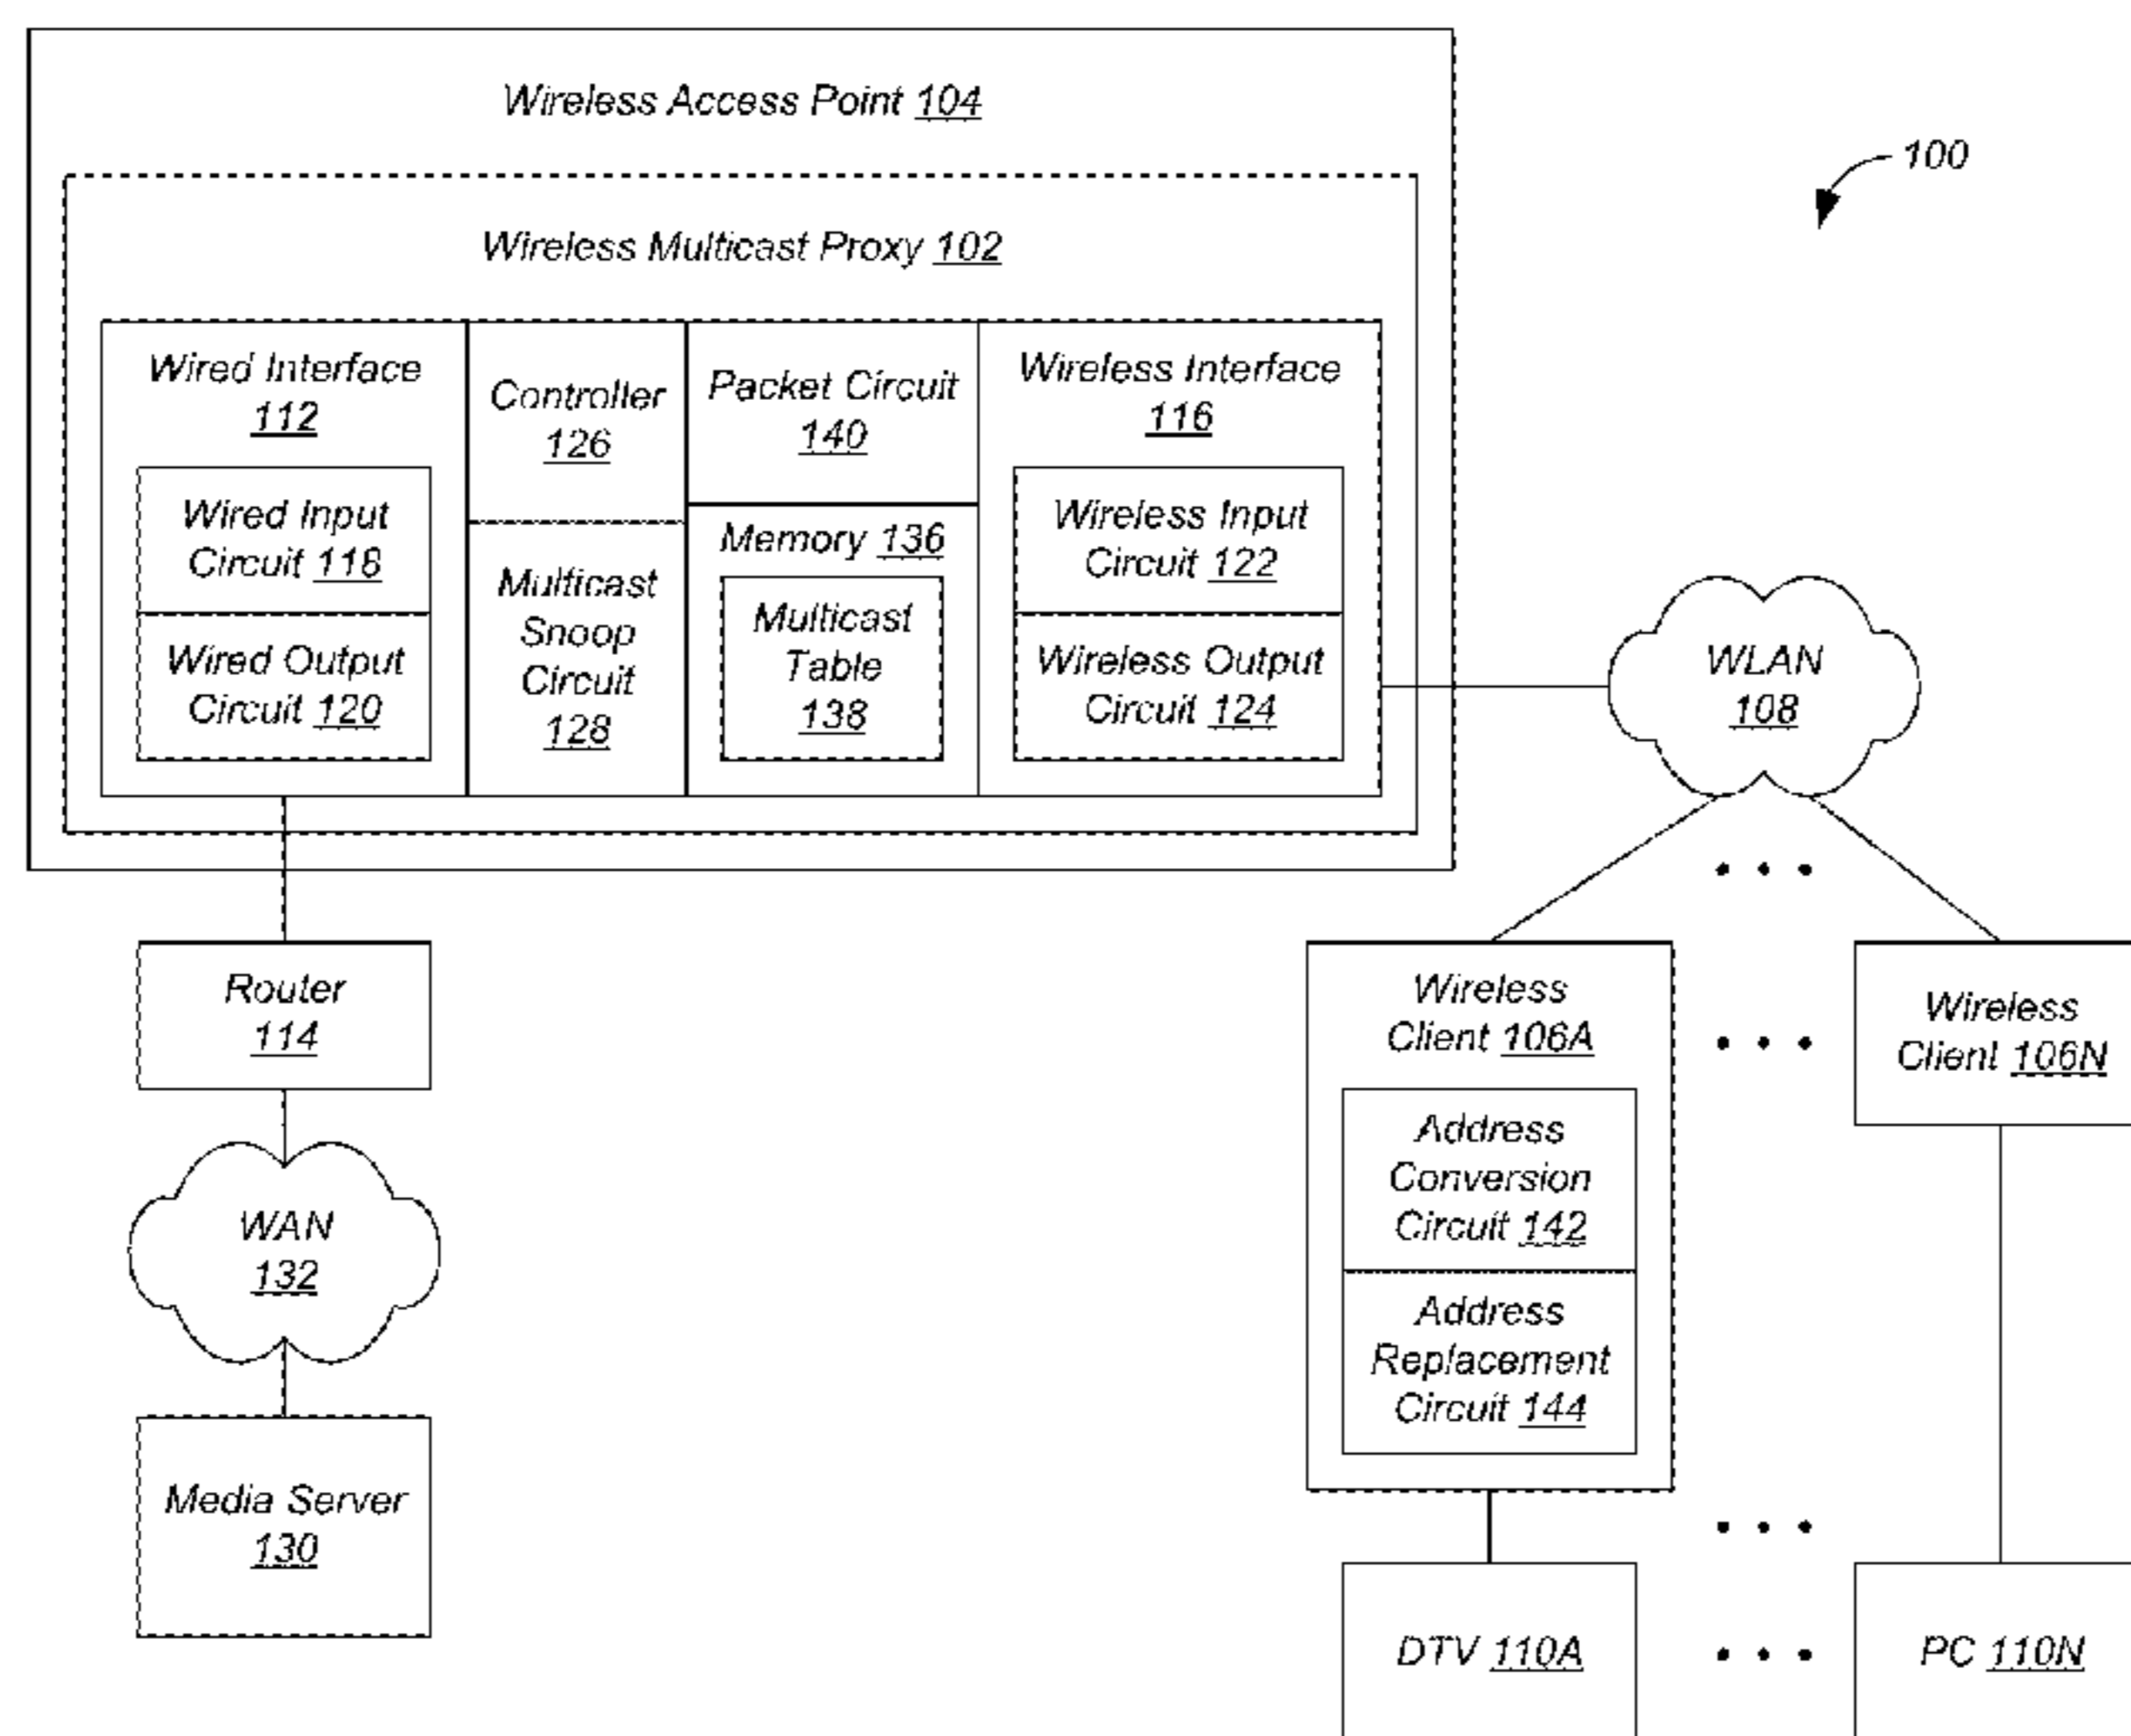 Wireless Access Point 104
100
Wireless Multicast Proxy 102
Wired Interface
112
Wired Input
Circuit 118
Wired Output
Circuit 120
Controller
126
Multicast
Snoop
Circuit
128
Packet Circuit
140
Memory 136
Multicast
Table
138
Wireless Interface
116
Wireless Input
Circuit 122
Wireless Output
Circuit 124
WLAN
108
Router
114
WAN
132
Media Server
130
Wireless
Client 106A
Address
Conversion
Circuit 142
Address
Replacement
Circuit 144
DTV 110A
Wireless
Client 106N
PC 110N